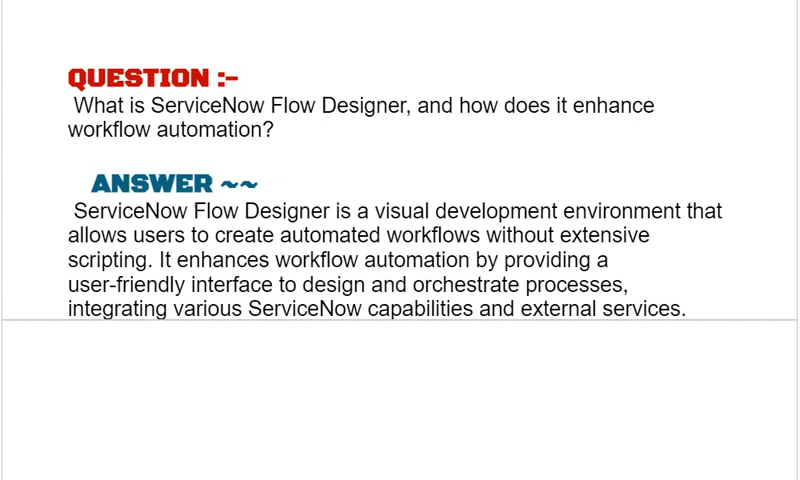 QUESTION :-
What is ServiceNow Flow Designer, and how does it enhance
workflow automation?
ANSWER ~~
ServiceNow Flow Designer is a visual development environment that
allows users to create automated workflows without extensive
scripting. It enhances workflow automation by providing a
user-friendly interface to design and orchestrate processes,
integrating various ServiceNow capabilities and external services.